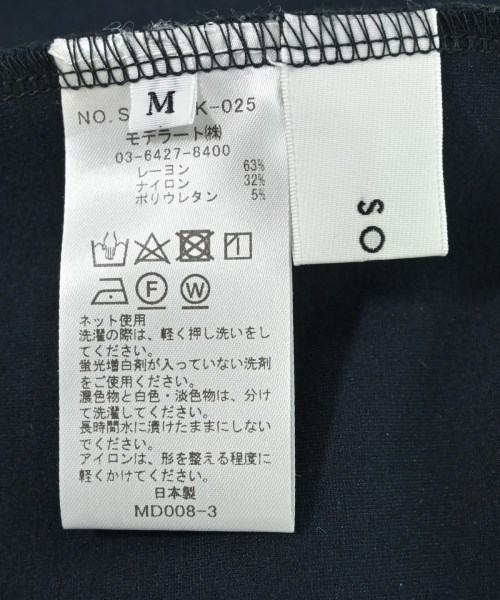 M
NO.S K-025
モデラート㈱
03-6427-8400
レーヨン 63%
ナイロン 32%
ポリウレタン 5%
F W
ネット使用
洗濯の際は、軽く押し洗いをし
てください。
蛍光増白剤が入っていない洗剤
をご使用ください。
濃色物と白色・淡色物は、分け
て洗濯してください。
長時間水に漬けたままにしない
でください。
アイロンは、形を整える程度に
軽くかけてください。
日本製
MD008-3
SO